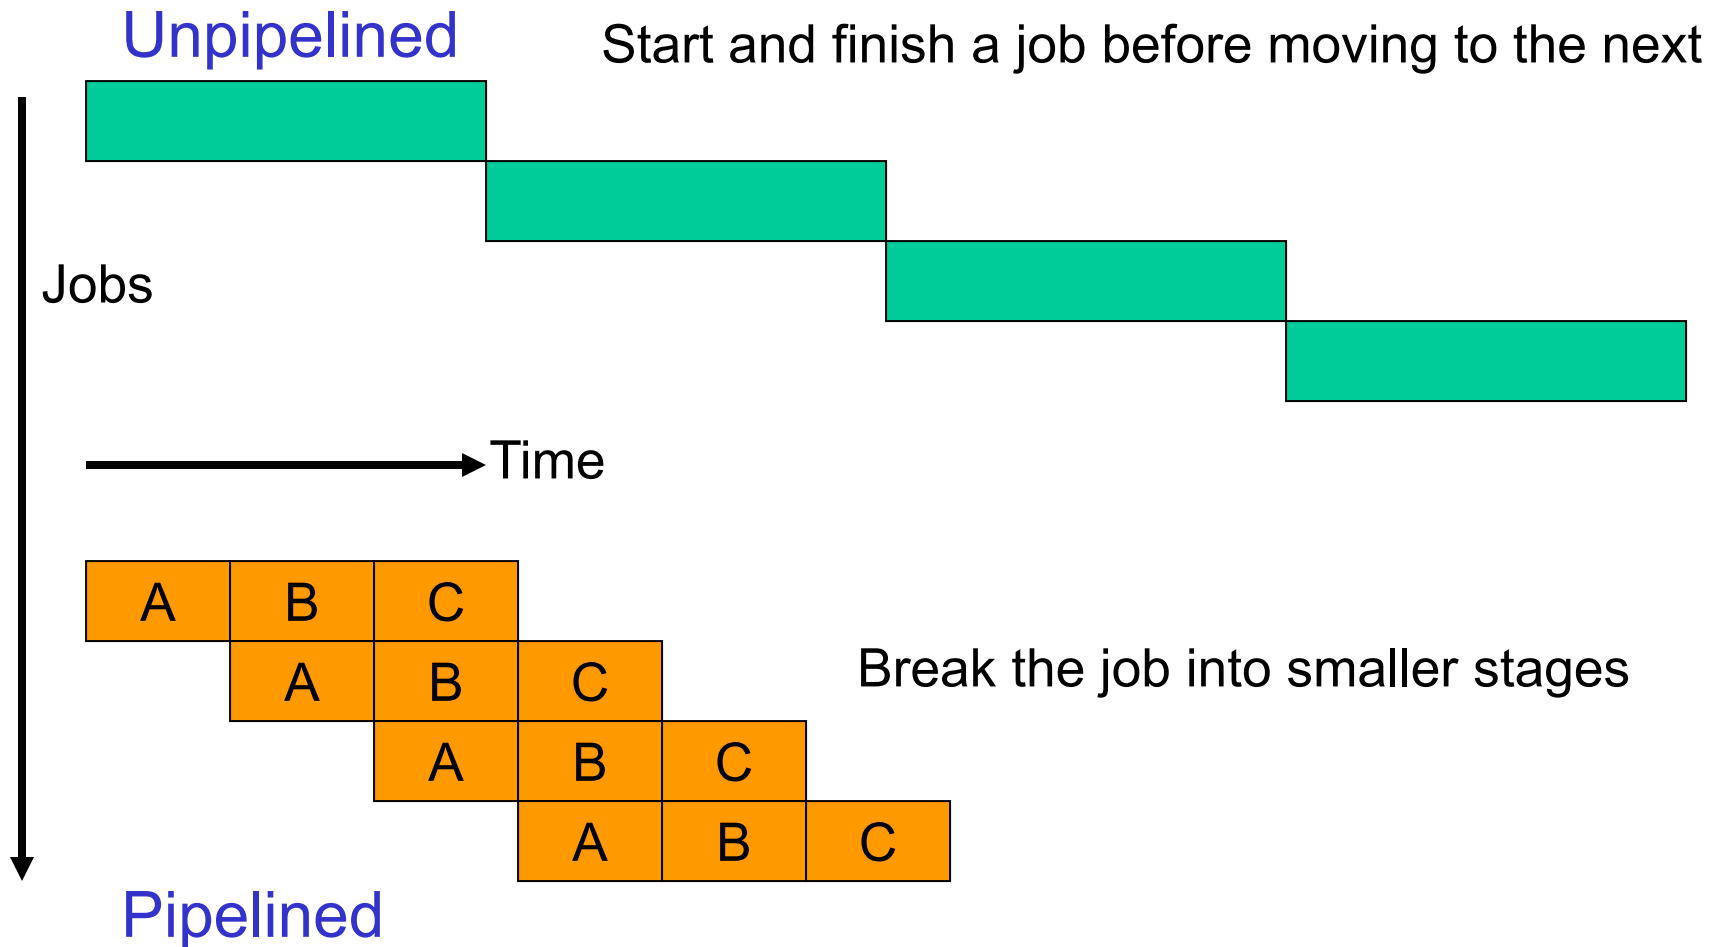 Unpipelined
Start and finish a job before moving to the next
Jobs
Time
A B C
A B C
Break the job into smaller stages
A B C
A B C
Pipelined